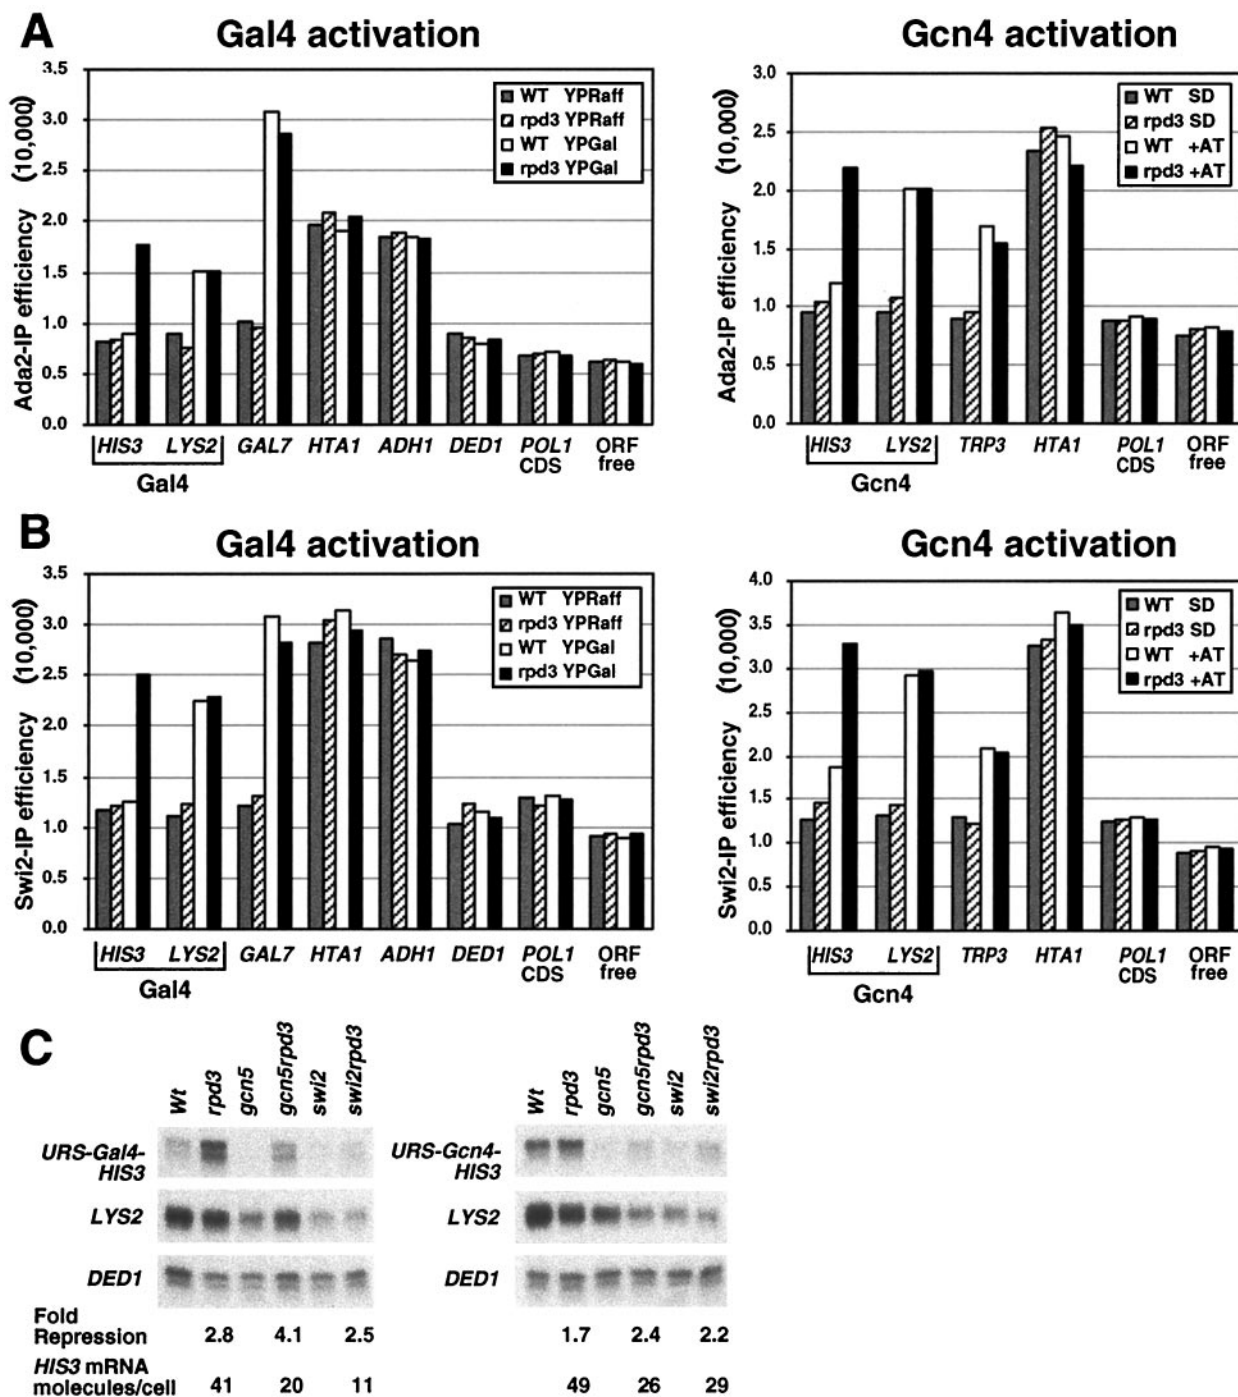 A
Gal4 activation
Gcn4 activation
Ada2-IP efficiency (10,000)
3.5
3.0
2.5
2.0
1.5
1.0
0.5
0.0
WT YPRaff
rpd3 YPRaff
WT YPGal
rpd3 YPGal
HIS3 LYS2 GAL7 HTA1 ADH1 DED1 POL1 ORF
CDS free
Gal4
Ada2-IP efficiency (10,000)
3.0
2.5
2.0
1.5
1.0
0.5
0.0
WT SD
rpd3 SD
WT +AT
rpd3 +AT
HIS3 LYS2 TRP3 HTA1 POL1 ORF
CDS free
Gcn4
B
Gal4 activation
Gcn4 activation
Swi2-IP efficiency (10,000)
3.5
3.0
2.5
2.0
1.5
1.0
0.5
0.0
WT YPRaff
rpd3 YPRaff
WT YPGal
rpd3 YPGal
HIS3 LYS2 GAL7 HTA1 ADH1 DED1 POL1 ORF
CDS free
Gal4
Swi2-IP efficiency (10,000)
4.0
3.5
3.0
2.5
2.0
1.5
1.0
0.5
0.0
WT SD
rpd3 SD
WT +AT
rpd3 +AT
HIS3 LYS2 TRP3 HTA1 POL1 ORF
CDS free
Gcn4
C
Wt rpd3 gcn5 gcn5rpd3 swi2 swi2rpd3
URS-Gal4-
HIS3
LYS2
DED1
Wt rpd3 gcn5 gcn5rpd3 swi2 swi2rpd3
URS-Gcn4-
HIS3
LYS2
DED1
Fold
Repression 2.8 4.1 2.5 1.7 2.4 2.2
HIS3 mRNA
molecules/cell 41 20 11 49 26 29